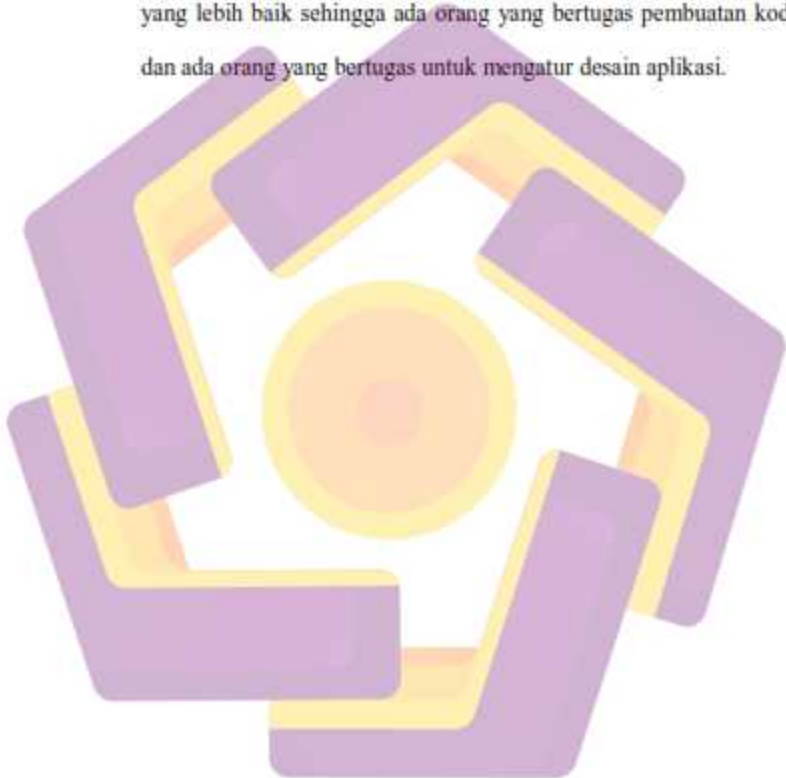 yang lebih baik sehingga ada orang yang bertugas pembuatan kod
dan ada orang yang bertugas untuk mengatur desain aplikasi.